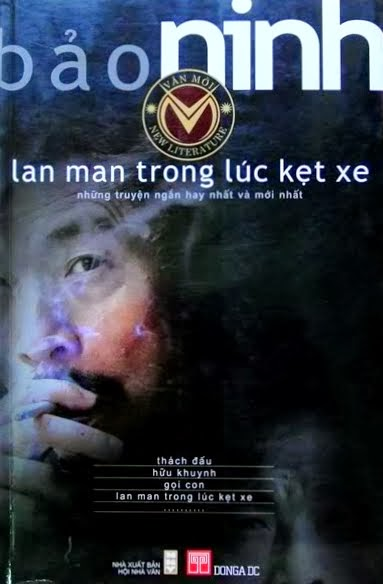 bảo ninh
VĂN MỚI
NEW LITERATURE
lan man trong lúc kẹt xe
những truyện ngắn hay nhất và mới nhất
thách đấu
hữu khuynh
gọi con
lan man trong lúc kẹt xe
..........
NHÀ XUẤT BẢN
HỘI NHÀ VĂN
DONGA.DC